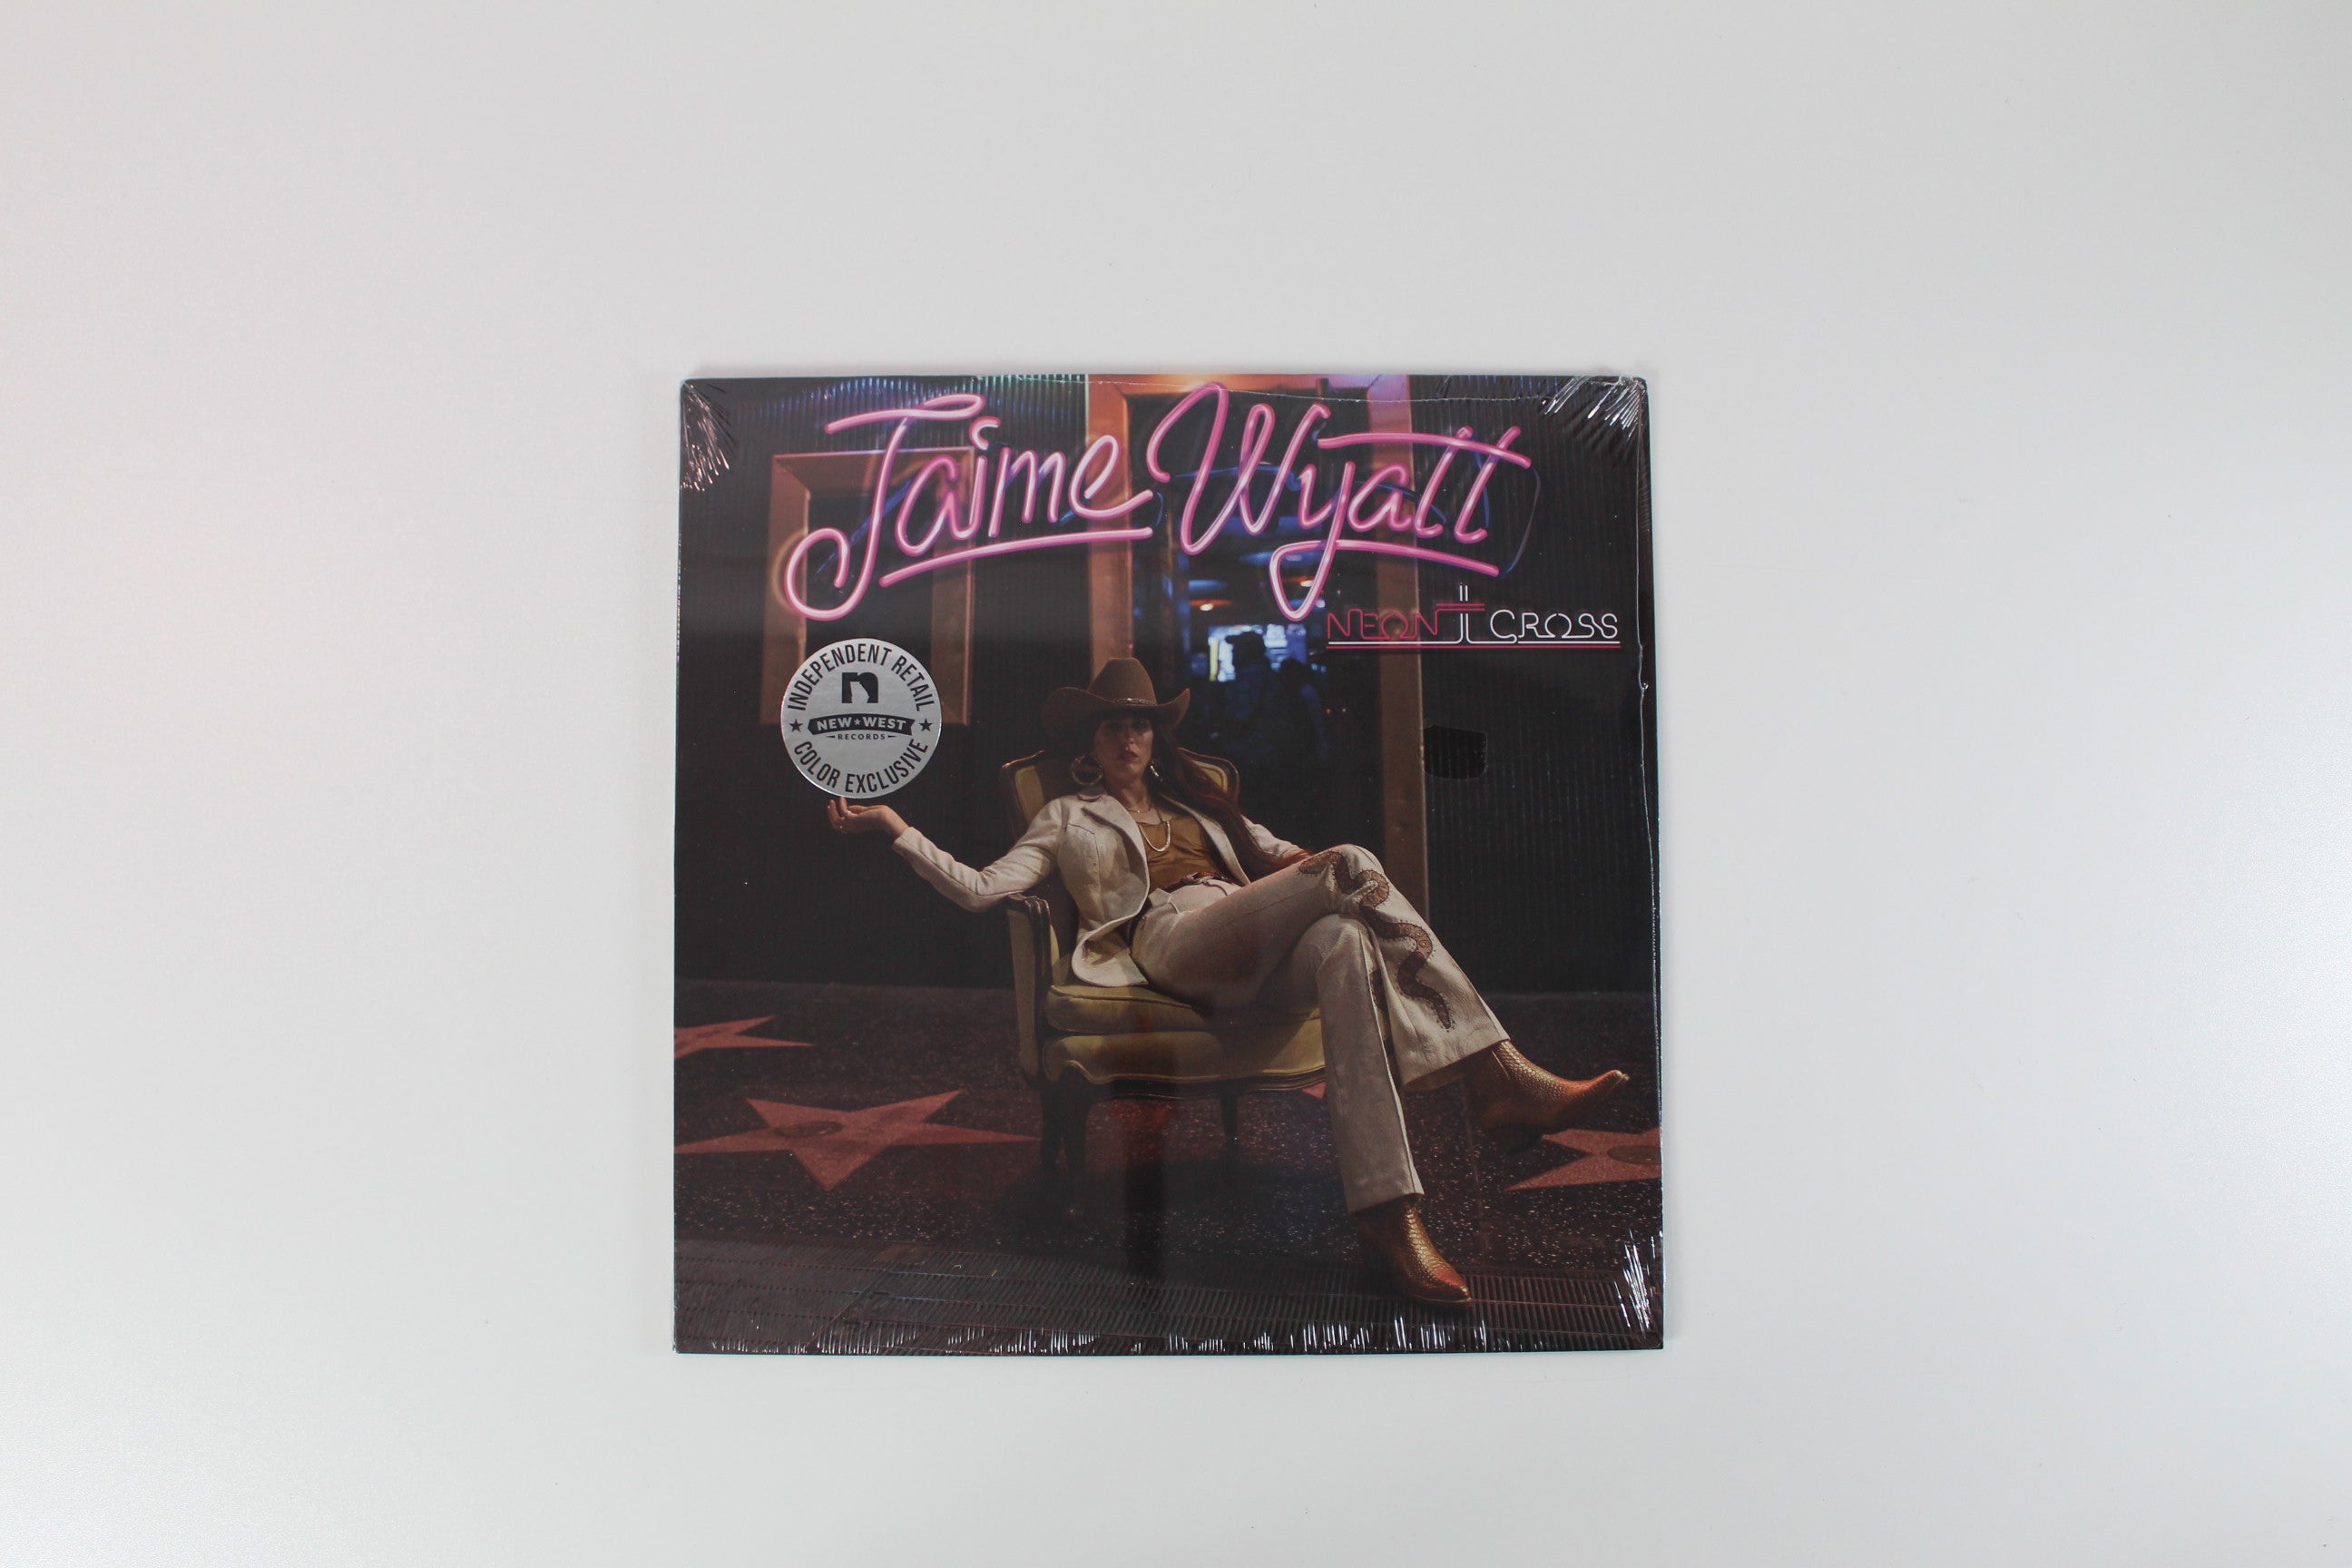 Jaime Wyatt
NEON CROSS
INDEPENDENT RETAIL
n
NEW★WEST
RECORDS
COLOR EXCLUSIVE